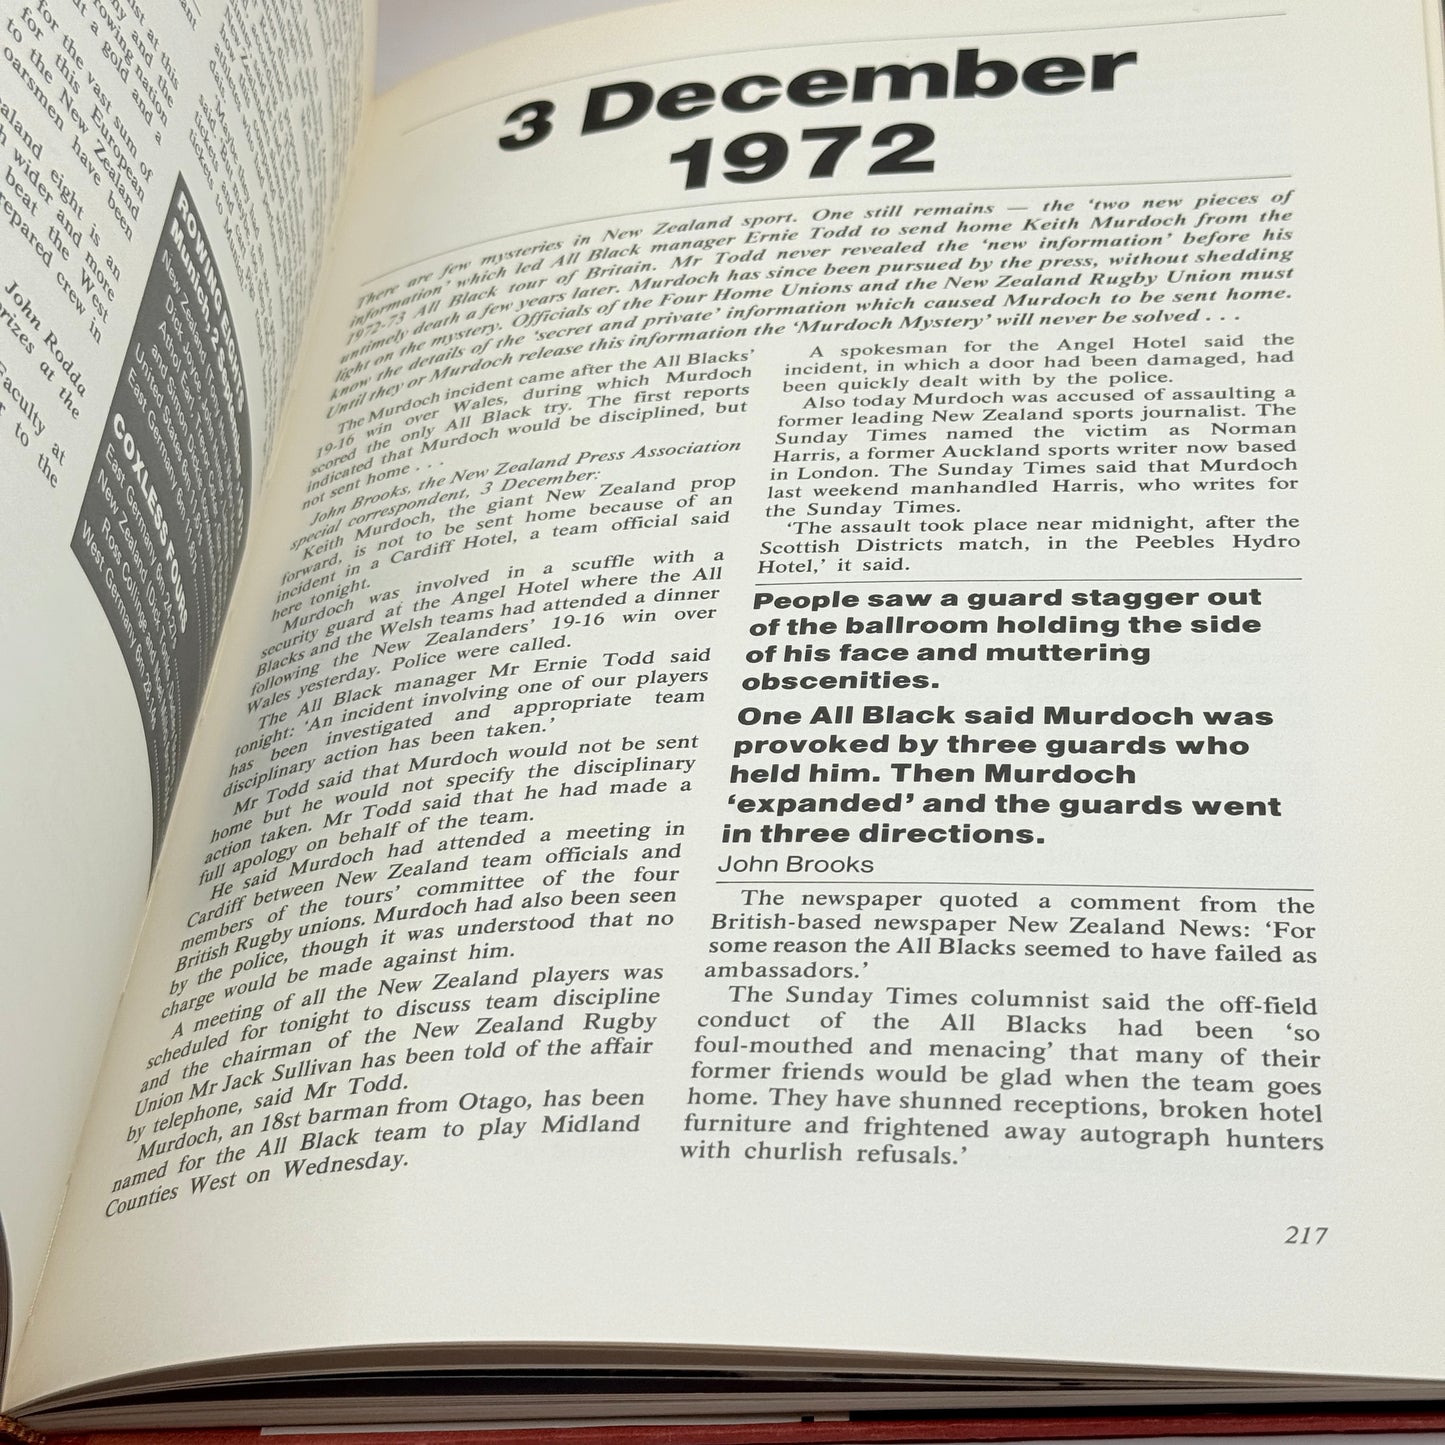 ROWING EIGHTS
COXLESS FOURS
John Rodda
3 December
1972
There are few mysteries in New Zealand sport. One still remains — the 'two new pieces of
information' which led All Black manager Ernie Todd to send home Keith Murdoch from the
1972-73 All Black tour of Britain. Mr Todd never revealed the 'new information' before his
untimely death a few years later. Murdoch has since been pursued by the press, without shedding
light on the mystery. Officials of the Four Home Unions and the New Zealand Rugby Union must
know the details of the 'secret and private' information which caused Murdoch to be sent home.
Until they or Murdoch release this information the 'Murdoch Mystery' will never be solved . . .
The Murdoch incident came after the All Blacks'
19-16 win over Wales, during which Murdoch
scored the only All Black try. The first reports
indicated that Murdoch would be disciplined, but
not sent home . . .
John Brooks, the New Zealand Press Association
special correspondent, 3 December:
Keith Murdoch, the giant New Zealand prop
forward, is not to be sent home because of an
incident in a Cardiff Hotel, a team official said
here tonight.
Murdoch was involved in a scuffle with a
security guard at the Angel Hotel where the All
Blacks and the Welsh teams had attended a dinner
following the New Zealanders' 19-16 win over
Wales yesterday. Police were called.
The All Black manager Mr Ernie Todd said
tonight: 'An incident involving one of our players
has been investigated and appropriate team
disciplinary action has been taken.'
Mr Todd said that Murdoch would not be sent
home but he would not specify the disciplinary
action taken. Mr Todd said that he had made a
full apology on behalf of the team.
He said Murdoch had attended a meeting in
Cardiff between New Zealand team officials and
members of the tours' committee of the four
British Rugby unions. Murdoch had also been seen
by the police, though it was understood that no
charge would be made against him.
A meeting of all the New Zealand players was
scheduled for tonight to discuss team discipline
and the chairman of the New Zealand Rugby
Union Mr Jack Sullivan has been told of the affair
by telephone, said Mr Todd.
Murdoch, an 18st barman from Otago, has been
named for the All Black team to play Midland
Counties West on Wednesday.
A spokesman for the Angel Hotel said the
incident, in which a door had been damaged, had
been quickly dealt with by the police.
Also today Murdoch was accused of assaulting a
former leading New Zealand sports journalist. The
Sunday Times named the victim as Norman
Harris, a former Auckland sports writer now based
in London. The Sunday Times said that Murdoch
last weekend manhandled Harris, who writes for
the Sunday Times.
'The assault took place near midnight, after the
Scottish Districts match, in the Peebles Hydro
Hotel,' it said.
People saw a guard stagger out
of the ballroom holding the side
of his face and muttering
obscenities.
One All Black said Murdoch was
provoked by three guards who
held him. Then Murdoch
'expanded' and the guards went
in three directions.
John Brooks
The newspaper quoted a comment from the
British-based newspaper New Zealand News: 'For
some reason the All Blacks seemed to have failed as
ambassadors.'
The Sunday Times columnist said the off-field
conduct of the All Blacks had been 'so
foul-mouthed and menacing' that many of their
former friends would be glad when the team goes
home. They have shunned receptions, broken hotel
furniture and frightened away autograph hunters
with churlish refusals.'
217